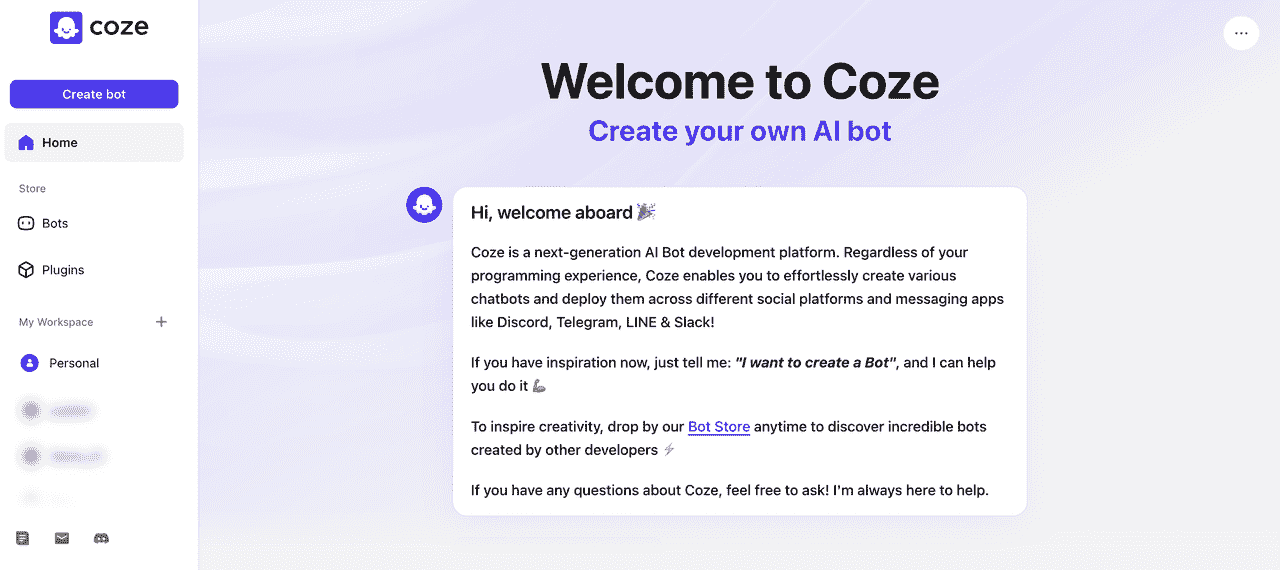 coze
Create bot
Home
Store
Bots
Plugins
My Workspace
Personal
Welcome to Coze
Create your own AI bot
Hi, welcome aboard 🎉
Coze is a next-generation AI Bot development platform. Regardless of your
programming experience, Coze enables you to effortlessly create various
chatbots and deploy them across different social platforms and messaging apps
like Discord, Telegram, LINE & Slack!
If you have inspiration now, just tell me: "I want to create a Bot", and I can help
you do it 🦾
To inspire creativity, drop by our Bot Store anytime to discover incredible bots
created by other developers ⚡
If you have any questions about Coze, feel free to ask! I'm always here to help.